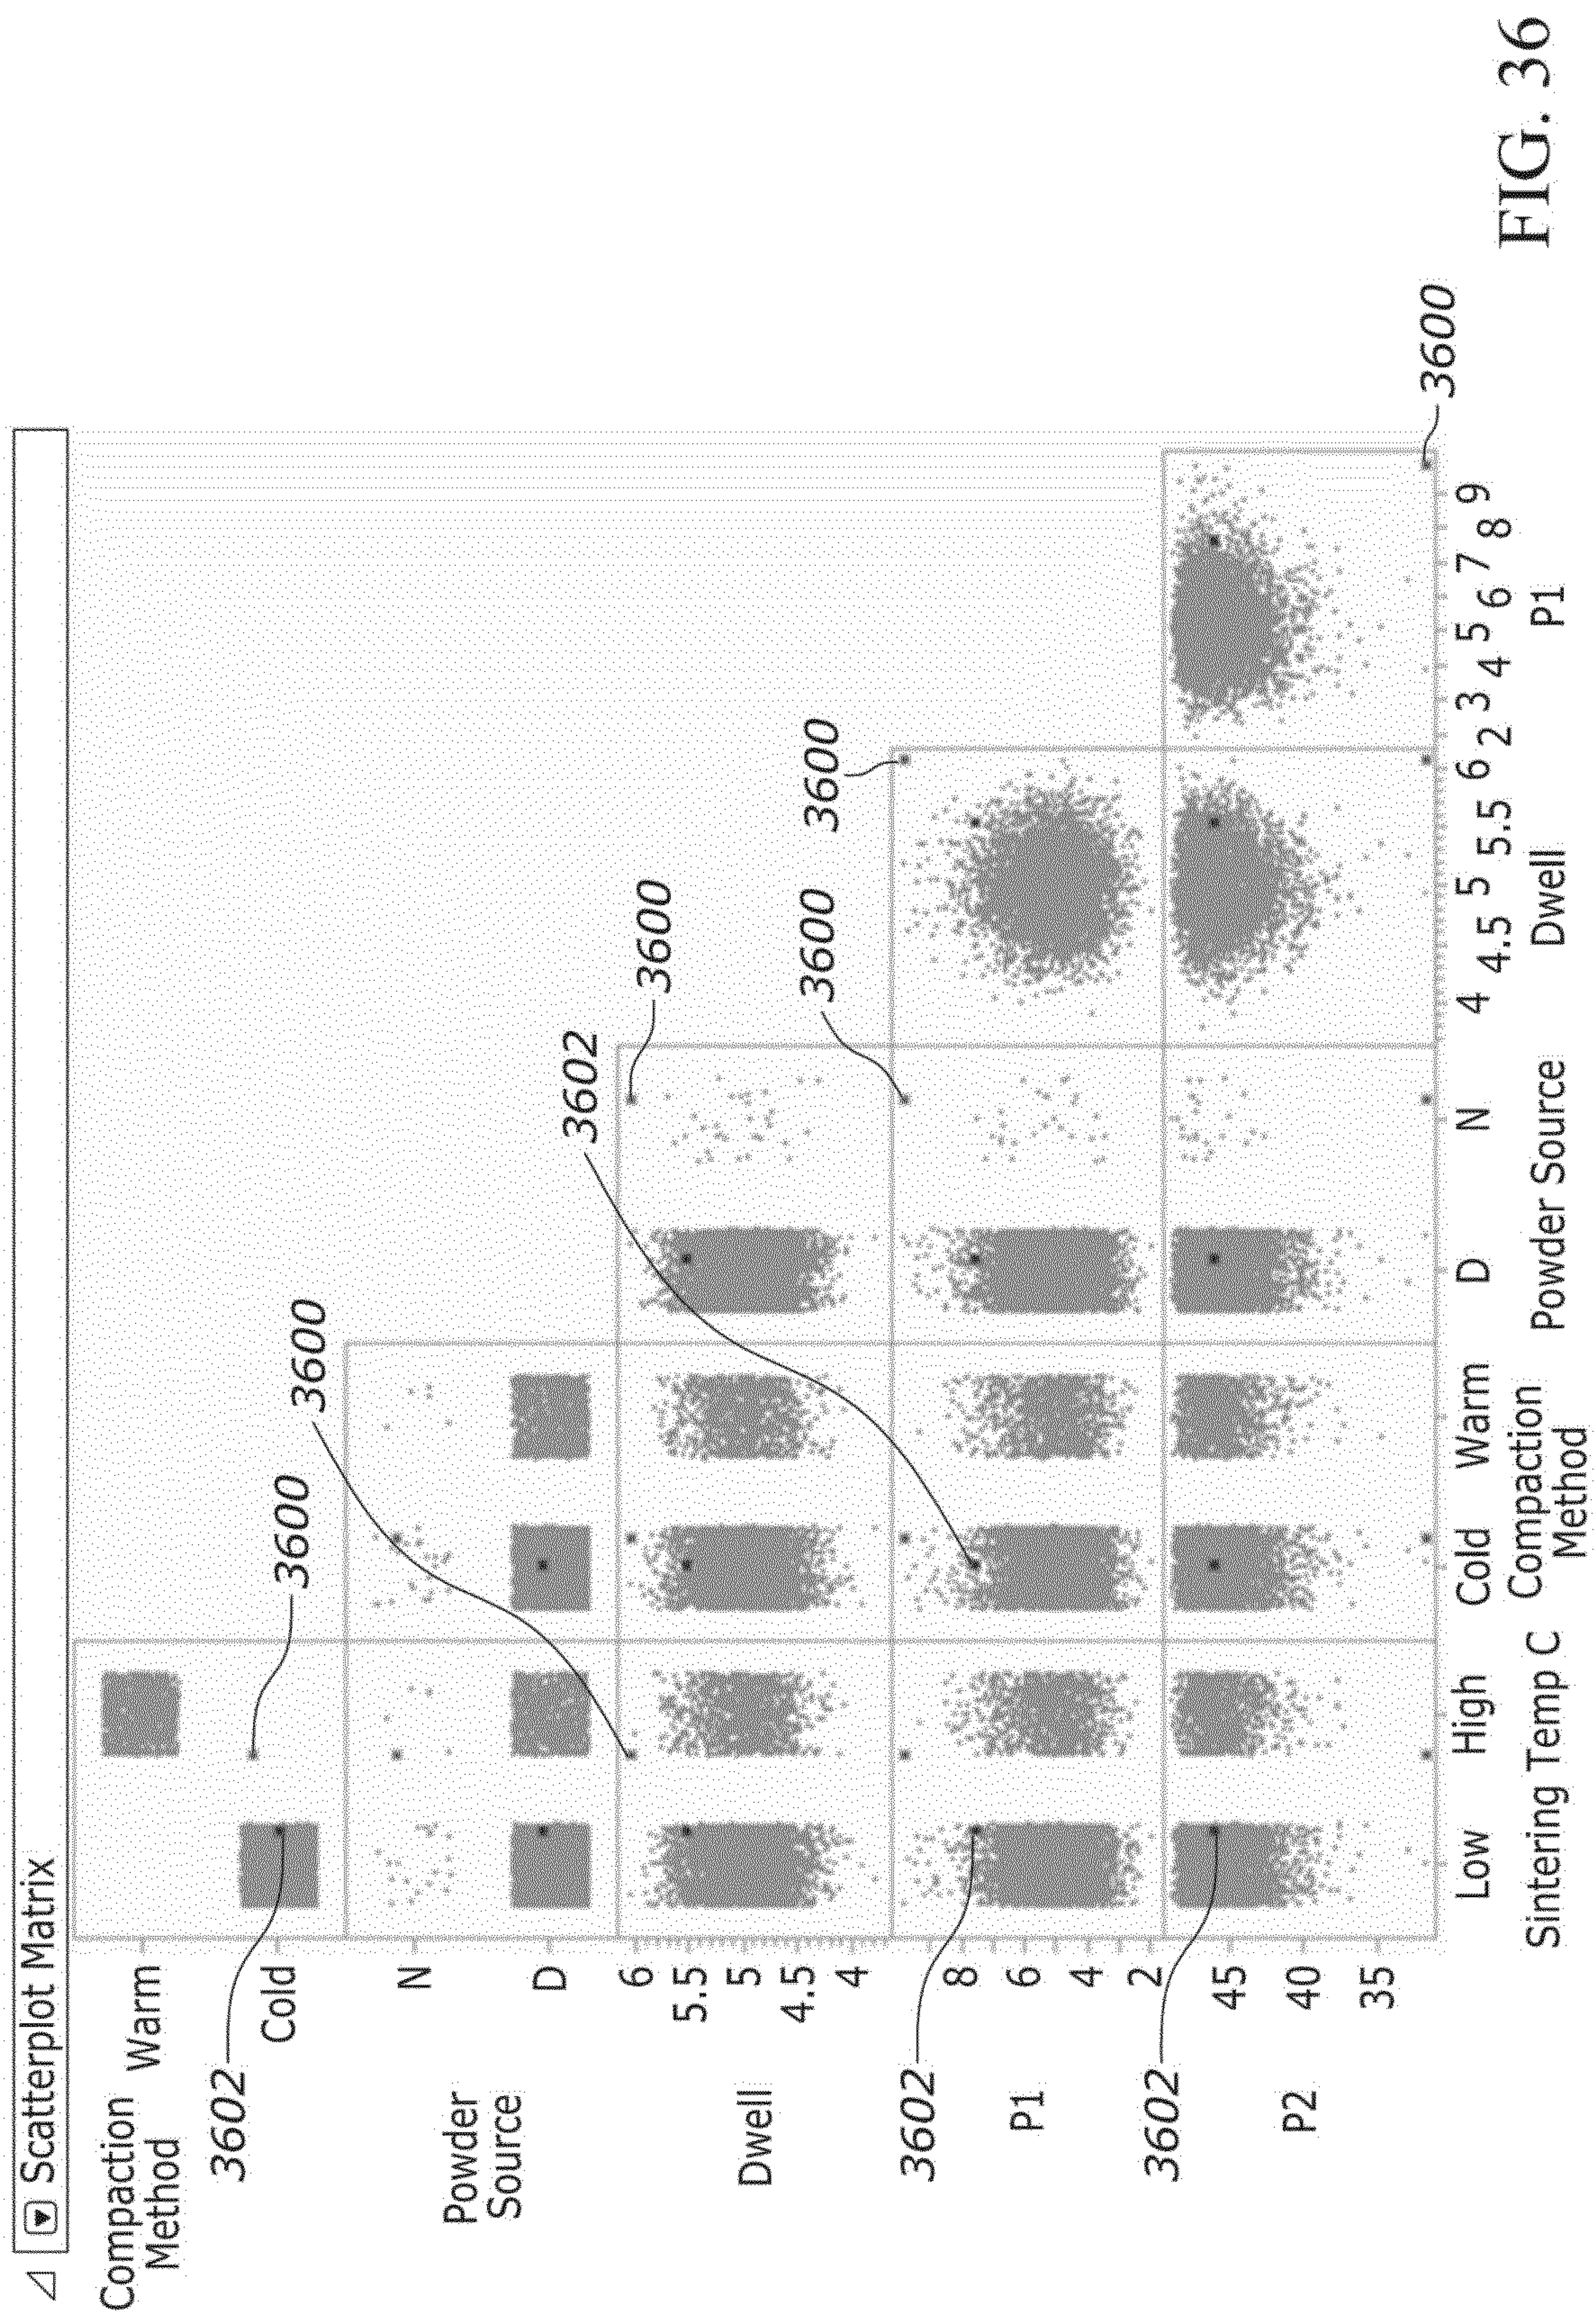 Scatterplot Matrix
Compaction
Method
Warm
Cold
3602
3600
3600
Powder
Source
N
D
3602
3600
Dwell
6
5.5
5
4.5
4
3600
3600
3602
P1
8
6
4
2
3602
P2
45
40
35
3600
Low High Cold Warm D N 4 4.5 5 5.5 6 2 3 4 5 6 7 8 9
Sintering Temp C
Compaction
Method
Powder Source
Dwell
P1
FIG. 36